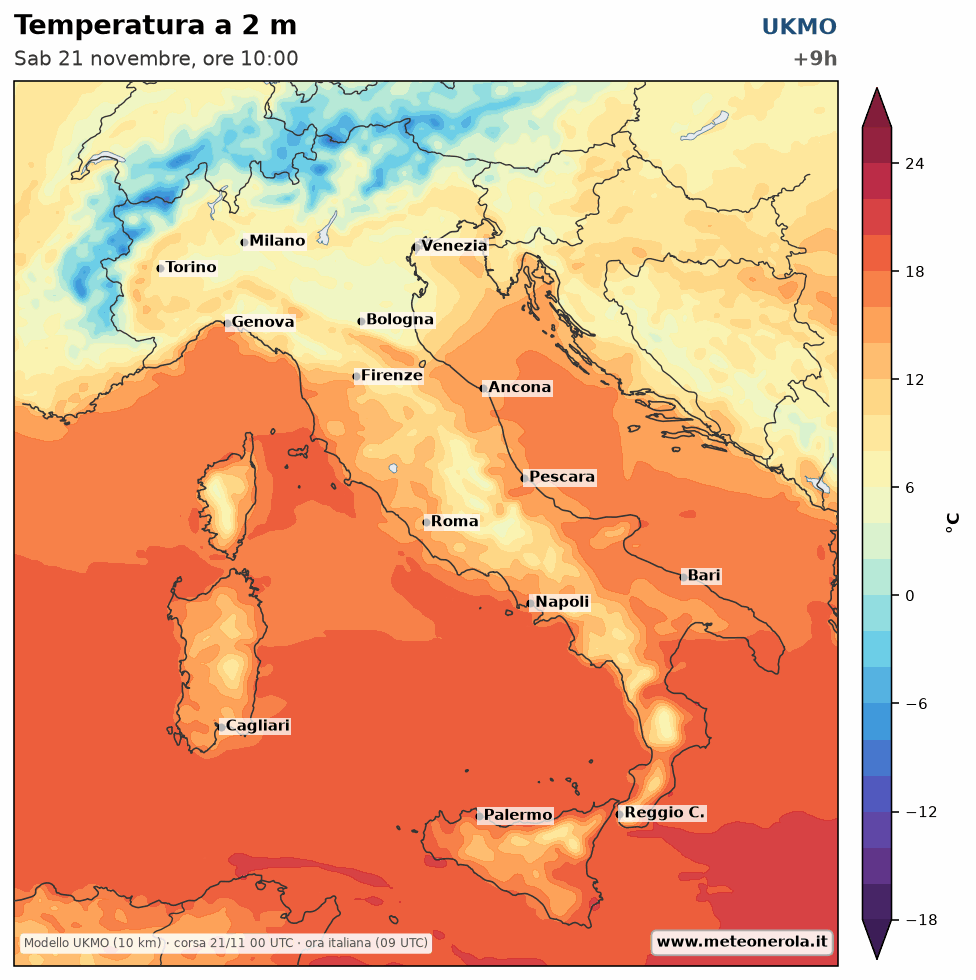 Temperatura a 2 m
UKMO
Sab 21 novembre, ore 10:00
+9h
Milano
Venezia
Torino
Genova
Bologna
Firenze
Ancona
Pescara
Roma
Bari
Napoli
Cagliari
Palermo
Reggio C.
24
18
12
6
0
−6
−12
−18
°C
Modello UKMO (10 km) · corsa 21/11 00 UTC · ora italiana (09 UTC)
www.meteonerola.it